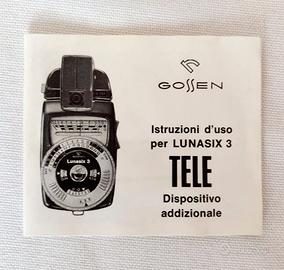 GOSSEN
Istruzioni d'uso
per LUNASIX 3
TELE
Dispositivo
addizionale
Lunasix 3